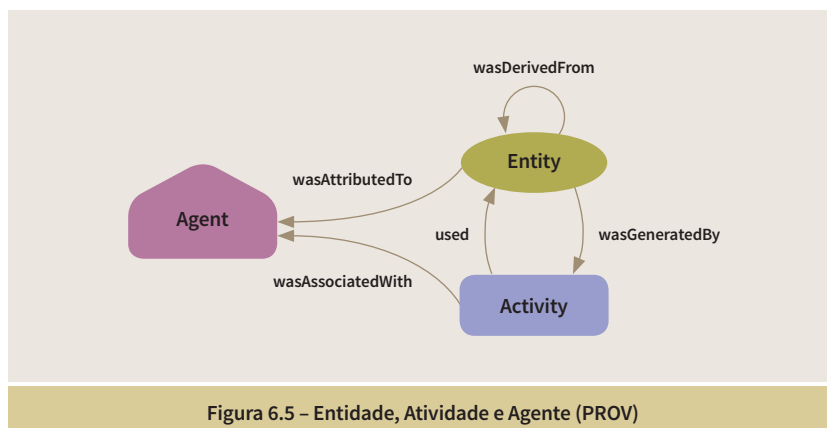 wasDerivedFrom
Entity
wasAttributedTo
Agent
used
wasGeneratedBy
wasAssociatedWith
Activity
Figura 6.5 – Entidade, Atividade e Agente (PROV)